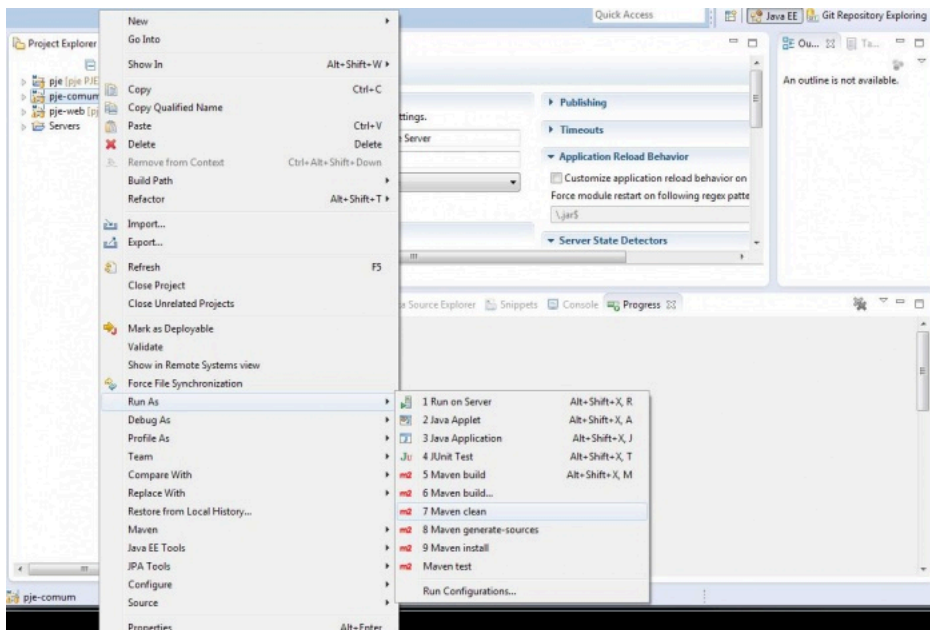 Quick Access
Java EE
Git Repository Exploring
Project Explorer
pje [pje PJE
pje-comum
pje-web [pj
Servers
New
Go Into
Show In Alt+Shift+W
Copy Ctrl+C
Copy Qualified Name
Paste Ctrl+V
Delete Delete
Remove from Context Ctrl+Alt+Shift+Down
Build Path
Refactor Alt+Shift+T
Import...
Export...
Refresh F5
Close Project
Close Unrelated Projects
Mark as Deployable
Validate
Show in Remote Systems view
Force File Synchronization
Run As
Debug As
Profile As
Team
Compare With
Replace With
Restore from Local History...
Maven
Java EE Tools
JPA Tools
Configure
Source
Properties Alt+Enter
1 Run on Server Alt+Shift+X, R
2 Java Applet Alt+Shift+X, A
3 Java Application Alt+Shift+X, J
4 JUnit Test Alt+Shift+X, T
5 Maven build Alt+Shift+X, M
6 Maven build...
7 Maven clean
8 Maven generate-sources
9 Maven install
Maven test
Run Configurations...
ttings.
Server
Publishing
Timeouts
Application Reload Behavior
Customize application reload behavior on
Force module restart on following regex patte
\.jar$
Server State Detectors
Ou...
Ta...
An outline is not available.
Source Explorer
Snippets
Console
Progress
pje-comum